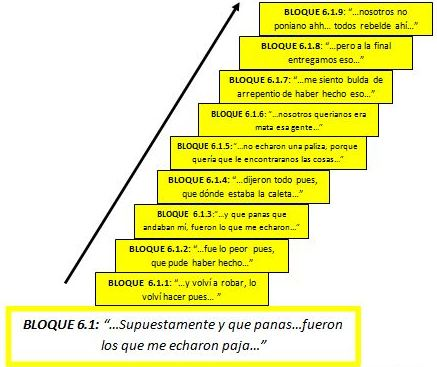 BLOQUE 6.1.9: “…nosotros no
poniano ahh… todos rebelde ahí…”
BLOQUE 6.1.8: “…pero a la final
entregamos eso…”
BLOQUE 6.1.7: “…me siento bulda de
arrepentio de haber hecho eso…”
BLOQUE 6.1.6: “…nosotros querianos era
mata esa gente…”
BLOQUE 6.1.5: “…no echaron una paliza, porque
quería que le encontraranos las cosas…”
BLOQUE 6.1.4: “…dijeron todo pues,
que dónde estaba la caleta…”
BLOQUE 6.1.3:“…y que panas que
andaban mi, fueron lo que me echaron…”
BLOQUE 6.1.2: “…fue lo peor pues,
que pude haber hecho…”
BLOQUE 6.1.1: “…y volví a robar, lo
volví hacer pues… ”
BLOQUE 6.1: “…Supuestamente y que panas…fueron
los que me echaron paja…”